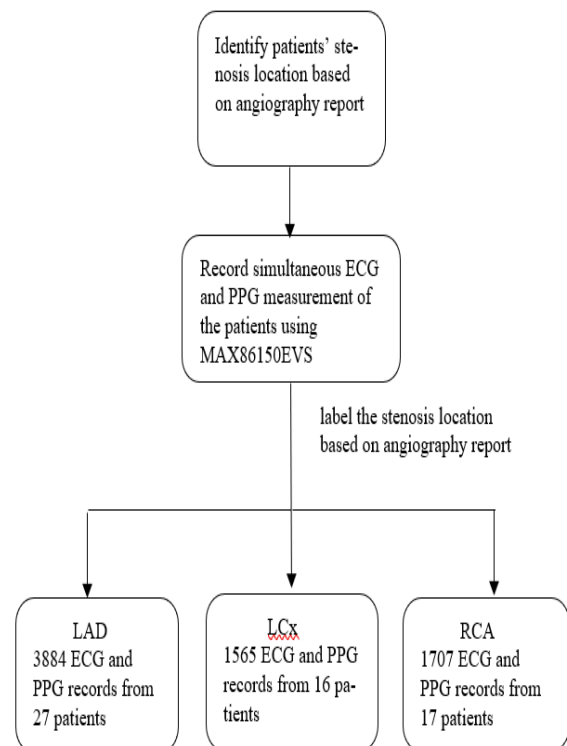 Identify patients’ ste-
nosis location based
on angiography report
Record simultaneous ECG
and PPG measurement of
the patients using
MAX86150EVS
label the stenosis location
based on angiography report
LAD
3884 ECG and
PPG records from
27 patients
LCx
1565 ECG and PPG
records from 16 pa-
tients
RCA
1707 ECG and
PPG records from
17 patients